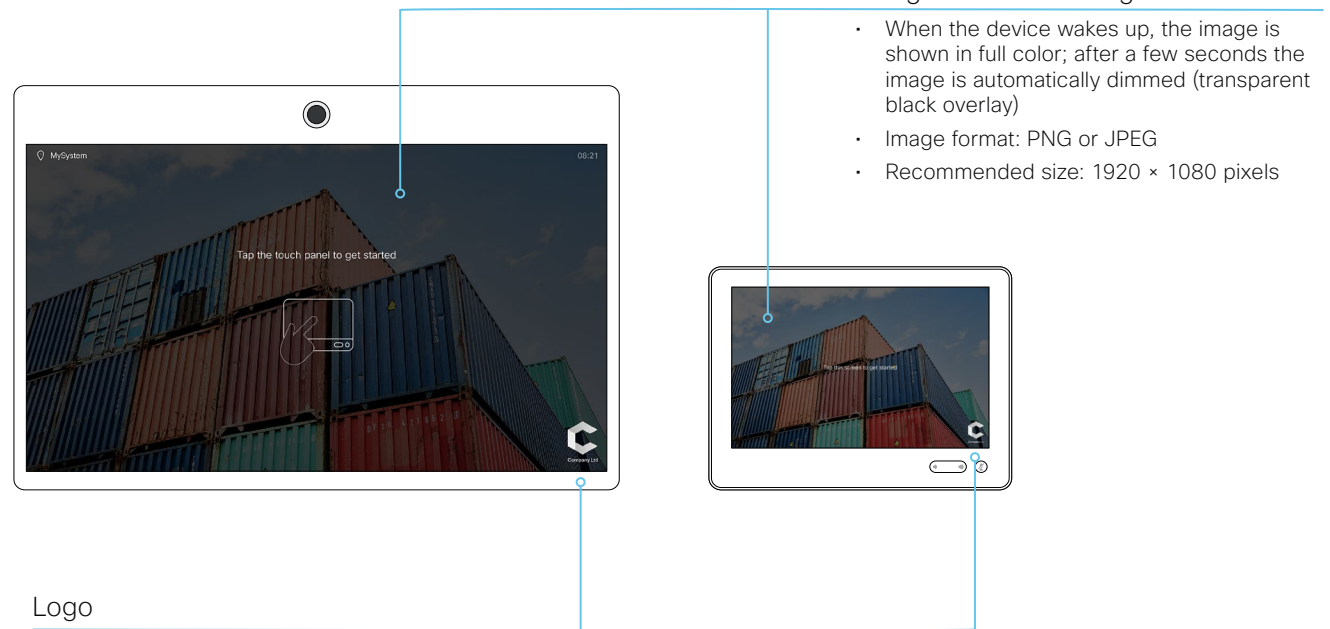 • When the device wakes up, the image is
shown in full color; after a few seconds the
image is automatically dimmed (transparent
black overlay)
• Image format: PNG or JPEG
• Recommended size: 1920 × 1080 pixels
MySystem
08:21
Tap the touch panel to get started
Company Ltd
Tap the screen to get started!
Logo